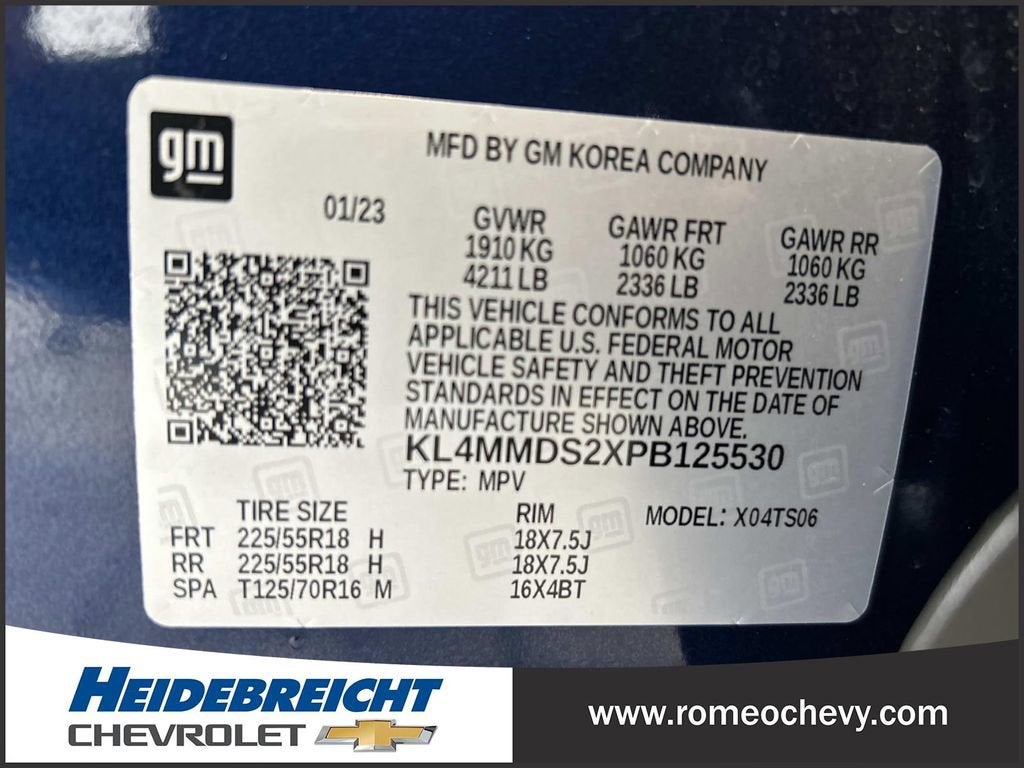 gm
MFD BY GM KOREA COMPANY
01/23
GVWR GAWR FRT GAWR RR
1910 KG 1060 KG 1060 KG
4211 LB 2336 LB 2336 LB
THIS VEHICLE CONFORMS TO ALL
APPLICABLE U.S. FEDERAL MOTOR
VEHICLE SAFETY AND THEFT PREVENTION
STANDARDS IN EFFECT ON THE DATE OF
MANUFACTURE SHOWN ABOVE.
KL4MMDS2XPB125530
TYPE: MPV
TIRE SIZE RIM MODEL: X04TS06
FRT 225/55R18 H 18X7.5J
RR 225/55R18 H 18X7.5J
SPA T125/70R16 M 16X4BT
HEIDEBREICHT
CHEVROLET
www.romeochevy.com